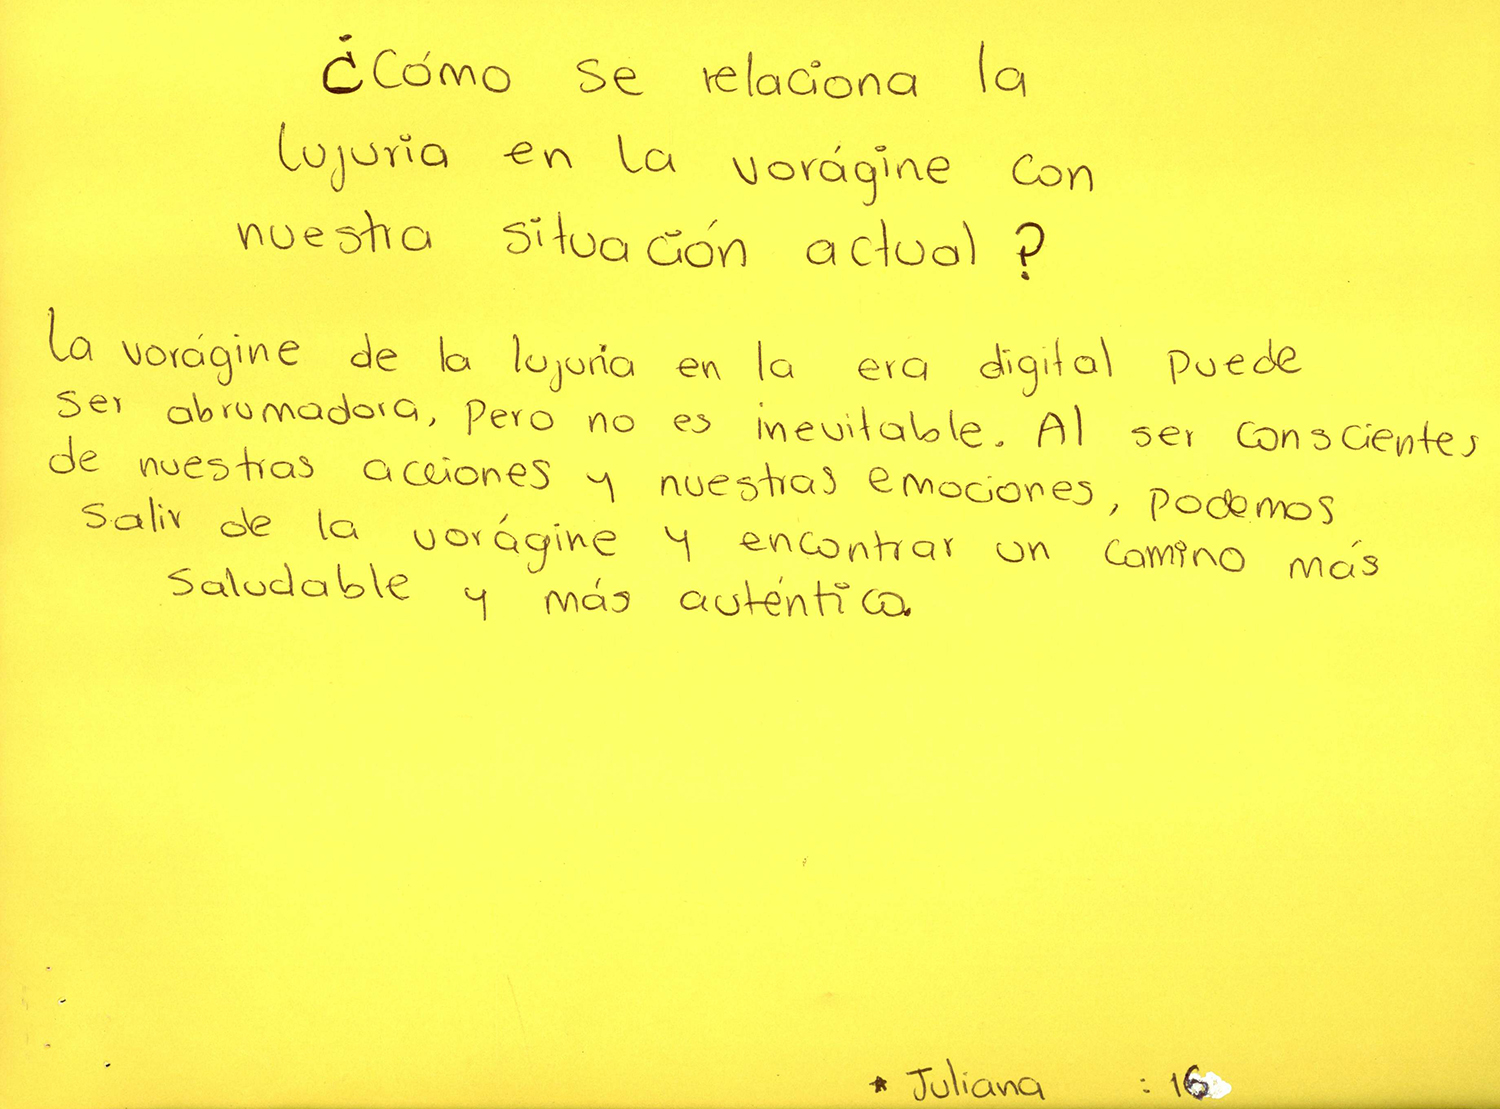 ¿Cómo se relaciona la
lujuria en la vorágine con
nuestra situación actual?
La vorágine de la lujuria en la era digital puede
ser abrumadora, pero no es inevitable. Al ser conscientes
de nuestras acciones y nuestras emociones, podemos
salir de la vorágine y encontrar un camino más
saludable y más auténtico.
* Juliana : 16